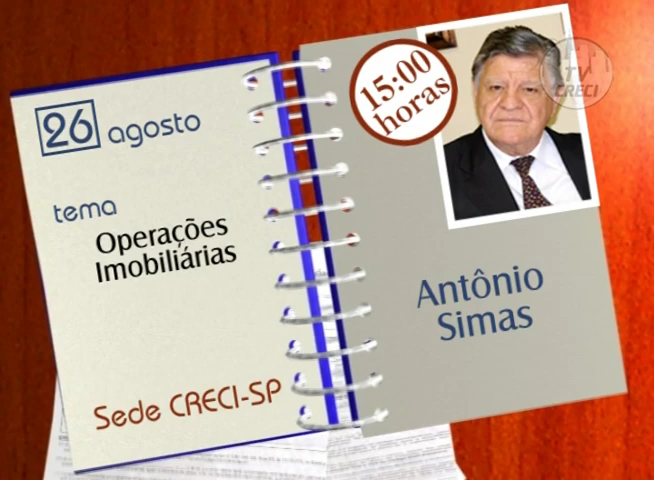 26 agosto
tema
Operações
Imobiliárias
Sede CRECI-SP
15:00
horas
TV
CRECI
Antônio
Simas